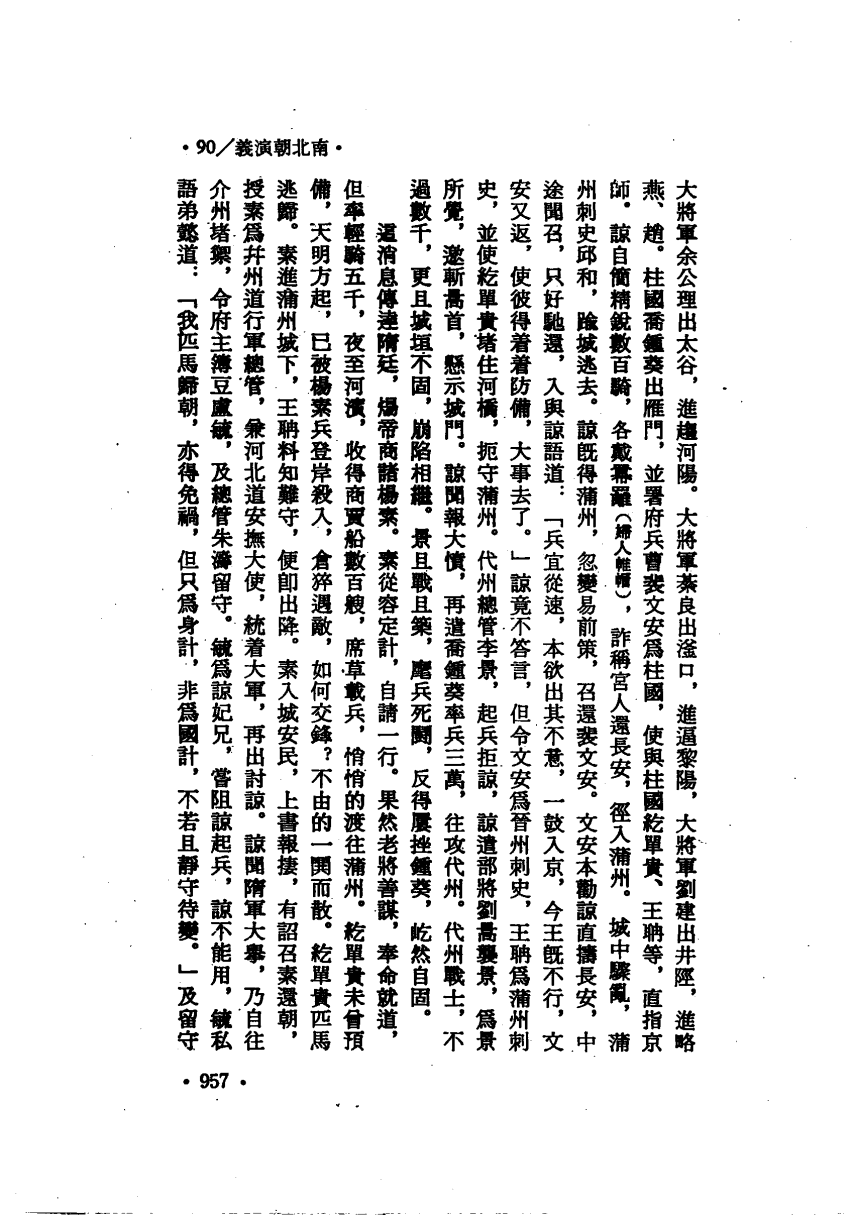 ·南北朝演義／90·
大將軍余公理出太谷，進趨河陽。大將軍綦良出滏口，進逼黎陽，大將軍劉建出井陘，進略
燕、趙。柱國喬鍾葵出雁門，並署府兵曹裴文安爲柱國，使與柱國紇單貴、王聃等，直指京
師。諒自簡精銳數百騎，各戴羃䍦（婦人帷帽），詐稱宮人還長安，徑入蒲州。城中驟亂，蒲
州刺史邱和，踰城逃去。諒旣得蒲州，忽變易前策，召還裴文安。文安本勸諒直擣長安，中
途聞召，只好馳還，入與諒語道：「兵宜從速，本欲出其不意，一鼓入京，今王旣不行，文
安又返，使彼得着着防備，大事去了。」諒竟不答言，但令文安爲晉州刺史，王聃爲蒲州刺
史，並使紇單貴堵住河橋，扼守蒲州。代州總管李景，起兵拒諒，諒遣部將劉暠襲景，爲景
所覺，邀斬暠首，懸示城門。諒聞報大憤，再遣喬鍾葵率兵三萬，往攻代州。代州戰士，不
過數千，更且城垣不固，崩陷相繼。景且戰且築，麾兵死鬭，反得屢挫鍾葵，屹然自固。
這消息傳達隋廷，煬帝商諸楊素。素從容定計，自請一行。果然老將善謀，奉命就道，
但率輕騎五千，夜至河濱，收得商賈船數百艘，席草載兵，悄悄的渡往蒲州。紇單貴未曾預
備，天明方起，已被楊素兵登岸殺入，倉猝遇敵，如何交鋒？不由的一鬨而散。紇單貴匹馬
逃歸。素進蒲州城下，王聃料知難守，便卽出降。素入城安民，上書報捷，有詔召素還朝，
授素爲幷州道行軍總管，兼河北道安撫大使，統着大軍，再出討諒。諒聞隋軍大舉，乃自往
介州堵禦，令府主簿豆盧毓，及總管朱濤留守。毓爲諒妃兄，嘗阻諒起兵，諒不能用，毓私
語弟懿道：「我匹馬歸朝，亦得免禍，但只爲身計，非爲國計，不若且靜守待變。」及留守
·957·